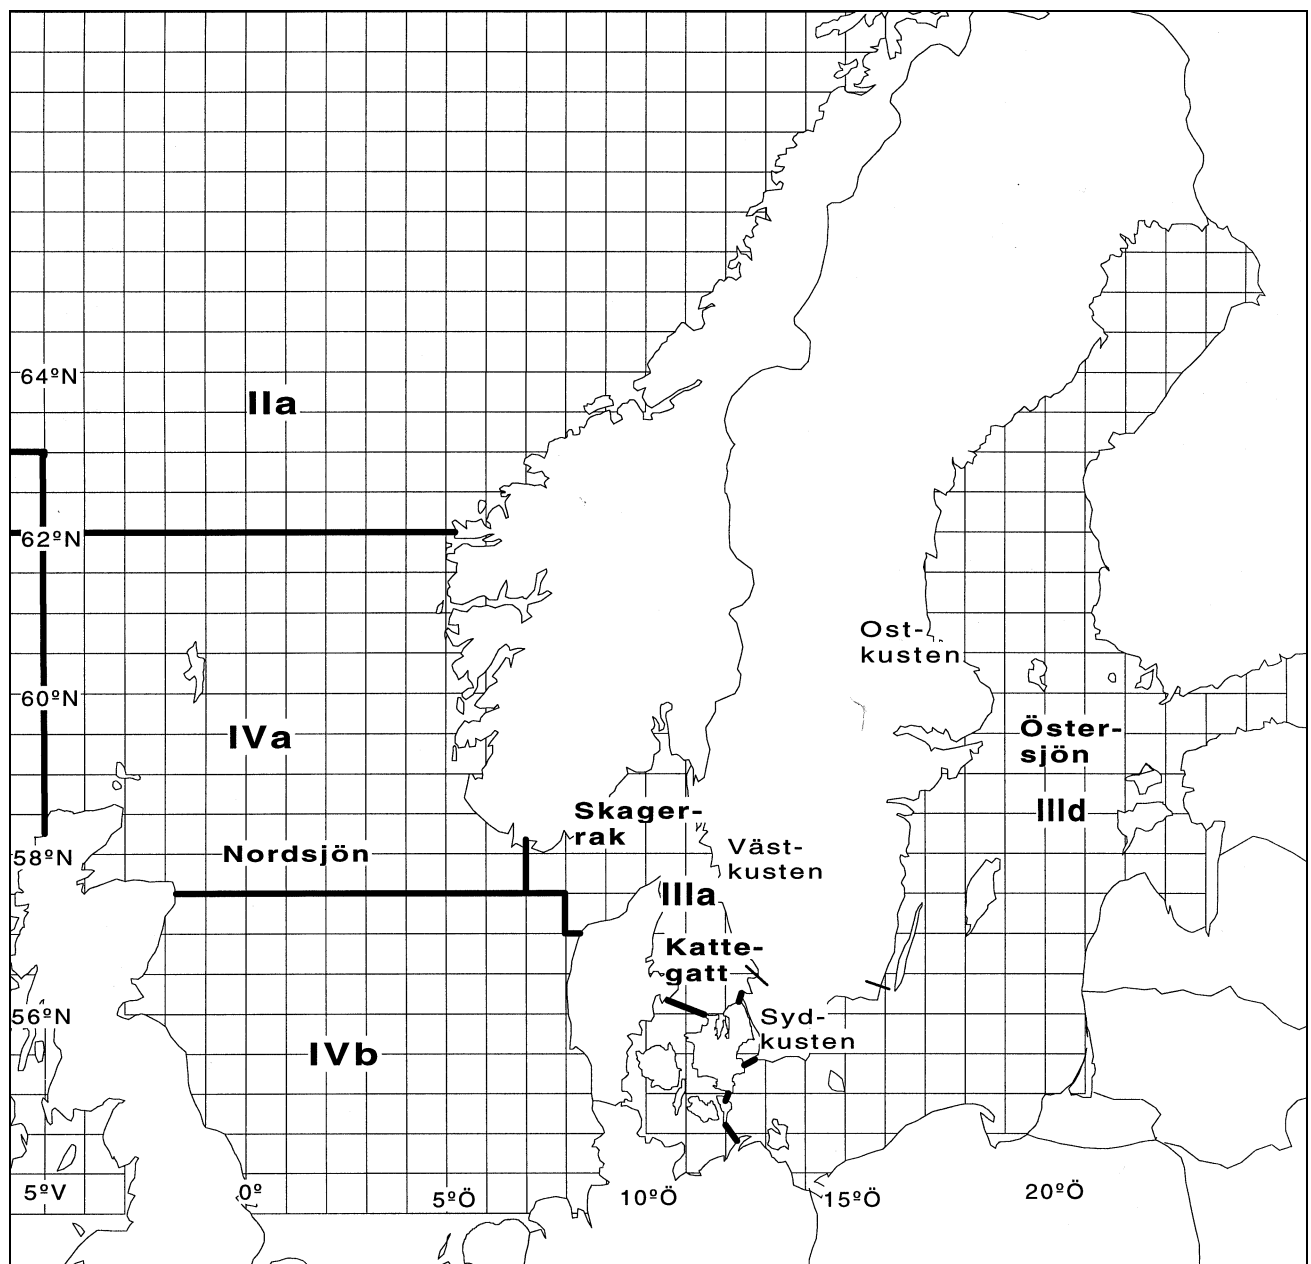 64ºN
IIa
62ºN
Ost-
kusten
60ºN
IVa
Öster-
sjön
Skager-
rak
IIId
58ºN
Nordsjön
Väst-
kusten
IIIa
Katte-
gatt
56ºN
Syd-
kusten
IVb
5ºV
0º
5ºÖ
10ºÖ
15ºÖ
20ºÖ